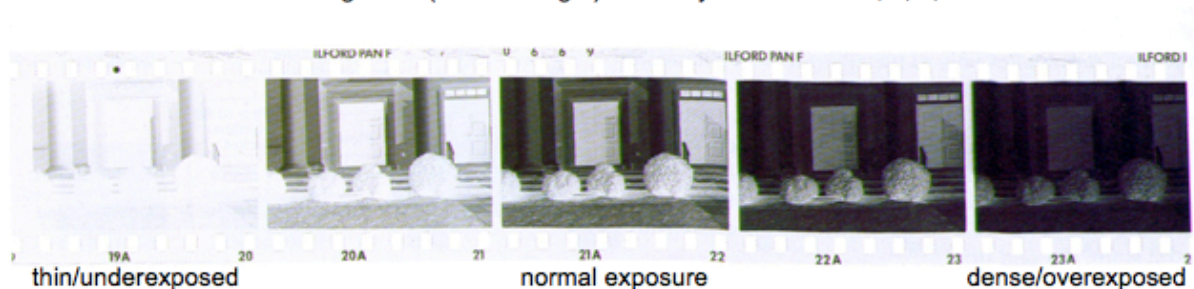 ILFORD PAN F 0 6 6 9 ILFORD PAN F ILFORD I
19A 20 20A 21 21A 22 22A 23 23A 2
thin/underexposed normal exposure dense/overexposed